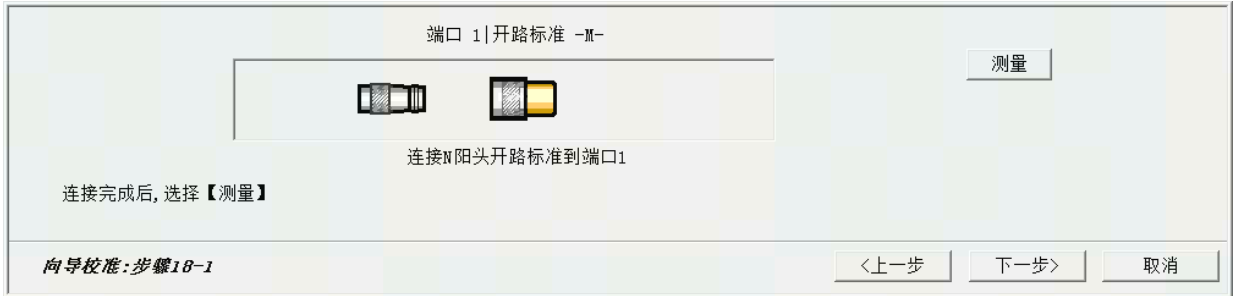 端口 1|开路标准 -M-
测量
连接N阳头开路标准到端口1
连接完成后,选择【测量】
向导校准:步骤18-1
<上一步
下一步>
取消